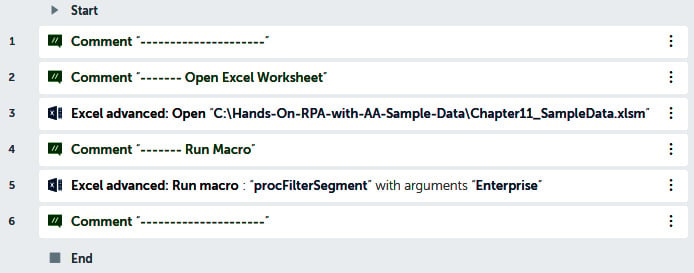 Start
1 Comment "---------------------"
2 Comment "------- Open Excel Worksheet"
3 Excel advanced: Open "C:\Hands-On-RPA-with-AA-Sample-Data\Chapter11_SampleData.xlsm"
4 Comment "------- Run Macro"
5 Excel advanced: Run macro : "procFilterSegment" with arguments "Enterprise"
6 Comment "---------------------"
End